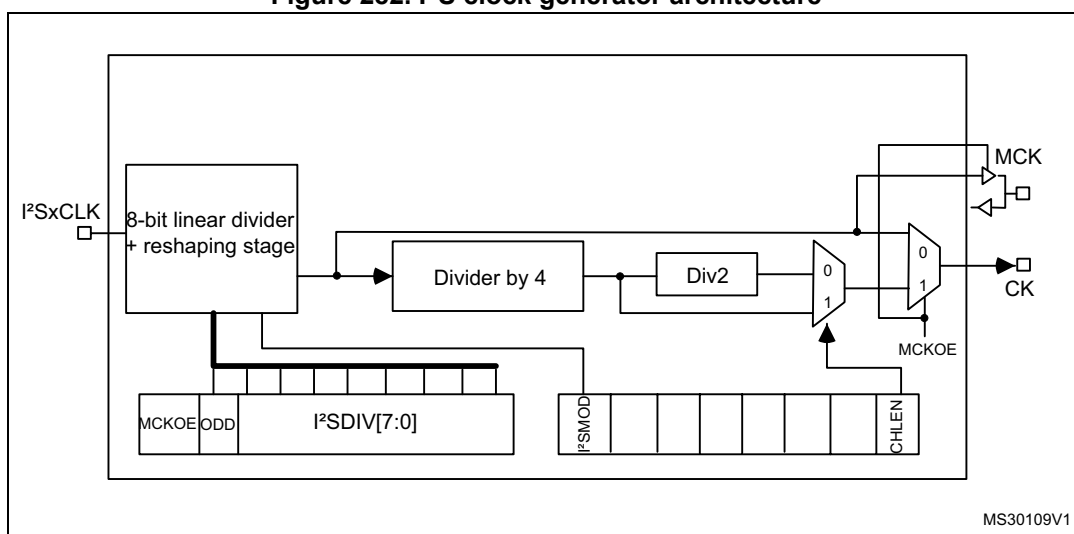 I²SxCLK
8-bit linear divider
+ reshaping stage
Divider by 4
Div2
0
1
0
1
MCK
CK
MCKOE
MCKOE
ODD
I²SDIV[7:0]
I²SMOD
CHLEN
MS30109V1